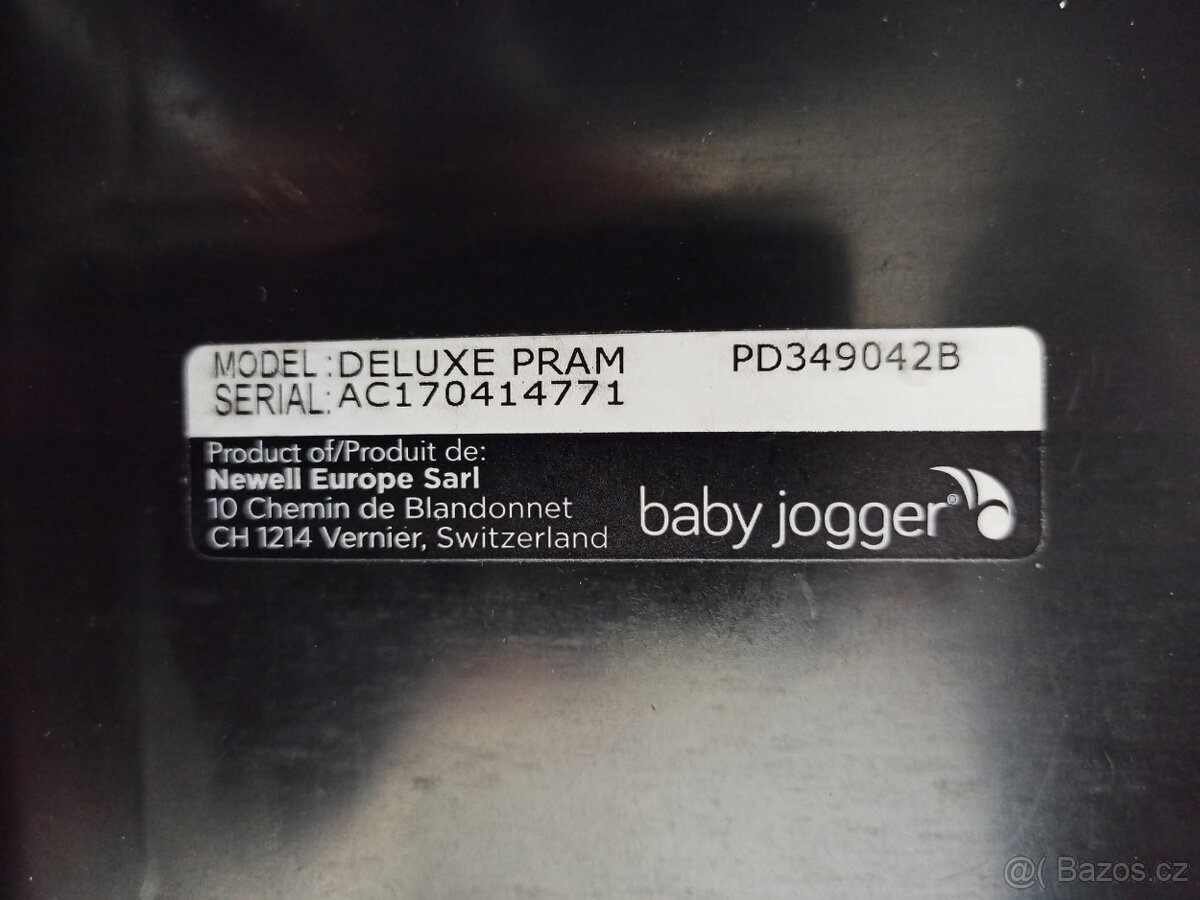 MODEL: DELUXE PRAM PD349042B
SERIAL: AC170414771
Product of/Produit de:
Newell Europe Sarl
10 Chemin de Blandonnet
CH 1214 Vernier, Switzerland
baby jogger®
@( Bazos.cz